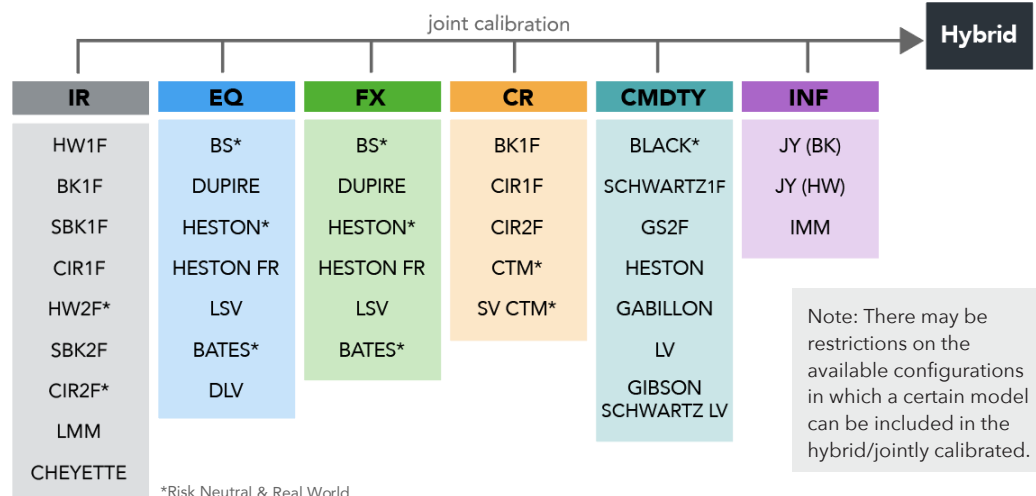 joint calibration
Hybrid
IR
HW1F
BK1F
SBK1F
CIR1F
HW2F*
SBK2F
CIR2F*
LMM
CHEYETTE
EQ
BS*
DUPIRE
HESTON*
HESTON FR
LSV
BATES*
DLV
FX
BS*
DUPIRE
HESTON*
HESTON FR
LSV
BATES*
CR
BK1F
CIR1F
CIR2F
CTM*
SV CTM*
CMDTY
BLACK*
SCHWARTZ1F
GS2F
HESTON
GABILLON
LV
GIBSON
SCHWARTZ LV
INF
JY (BK)
JY (HW)
IMM
Note: There may be
restrictions on the
available configurations
in which a certain model
can be included in the
hybrid/jointly calibrated.
*Risk Neutral & Real World